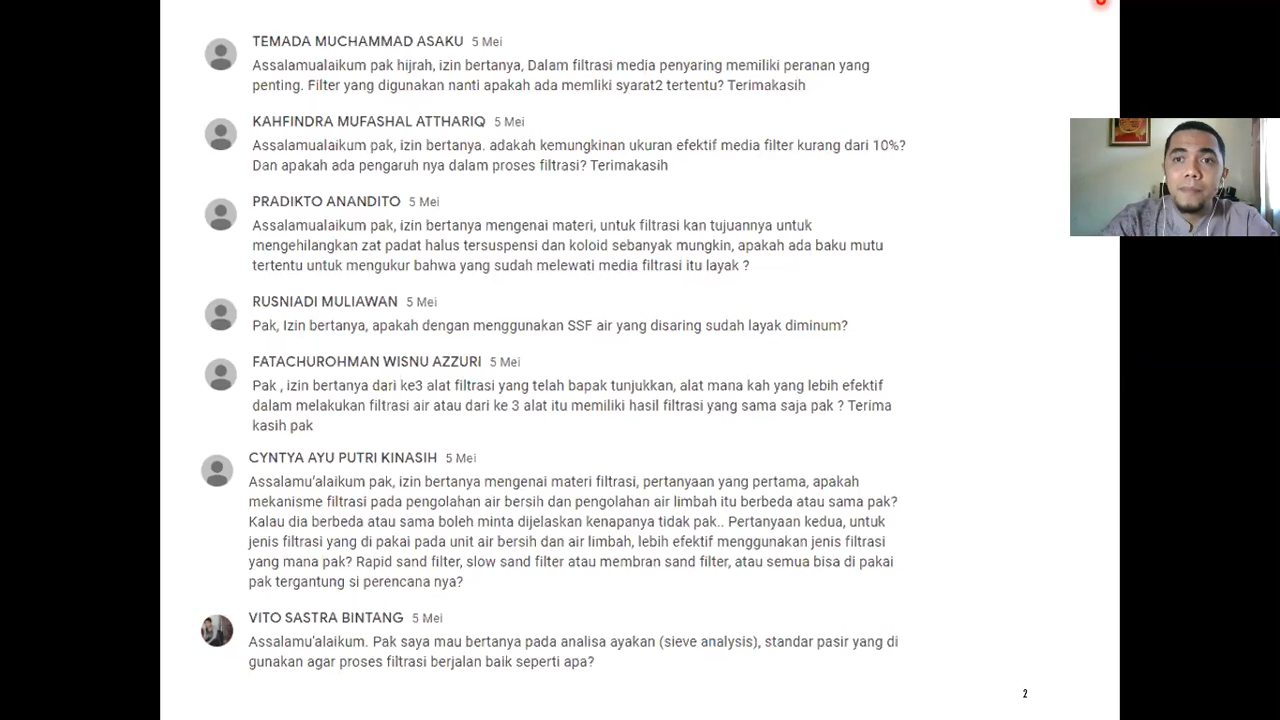 TEMADA MUCHAMMAD ASAKU 5 Mei
Assalamualaikum pak hijrah, izin bertanya, Dalam filtrasi media penyaring memiliki peranan yang
penting. Filter yang digunakan nanti apakah ada memliki syarat2 tertentu? Terimakasih
KAHFINDRA MUFASHAL ATTHARIQ 5 Mei
Assalamualaikum pak, izin bertanya. adakah kemungkinan ukuran efektif media filter kurang dari 10%?
Dan apakah ada pengaruh nya dalam proses filtrasi? Terimakasih
PRADIKTO ANANDITO 5 Mei
Assalamualaikum pak, izin bertanya mengenai materi, untuk filtrasi kan tujuannya untuk
mengehilangkan zat padat halus tersuspensi dan koloid sebanyak mungkin, apakah ada baku mutu
tertentu untuk mengukur bahwa yang sudah melewati media filtrasi itu layak ?
RUSNIADI MULIAWAN 5 Mei
Pak, Izin bertanya, apakah dengan menggunakan SSF air yang disaring sudah layak diminum?
FATACHUROHMAN WISNU AZZURI 5 Mei
Pak , izin bertanya dari ke3 alat filtrasi yang telah bapak tunjukkan, alat mana kah yang lebih efektif
dalam melakukan filtrasi air atau dari ke 3 alat itu memiliki hasil filtrasi yang sama saja pak ? Terima
kasih pak
CYNTYA AYU PUTRI KINASIH 5 Mei
Assalamu'alaikum pak, izin bertanya mengenai materi filtrasi, pertanyaan yang pertama, apakah
mekanisme filtrasi pada pengolahan air bersih dan pengolahan air limbah itu berbeda atau sama pak?
Kalau dia berbeda atau sama boleh minta dijelaskan kenapanya tidak pak.. Pertanyaan kedua, untuk
jenis filtrasi yang di pakai pada unit air bersih dan air limbah, lebih efektif menggunakan jenis filtrasi
yang mana pak? Rapid sand filter, slow sand filter atau membran sand filter, atau semua bisa di pakai
pak tergantung si perencana nya?
VITO SASTRA BINTANG 5 Mei
Assalamu'alaikum. Pak saya mau bertanya pada analisa ayakan (sieve analysis), standar pasir yang di
gunakan agar proses filtrasi berjalan baik seperti apa?
2